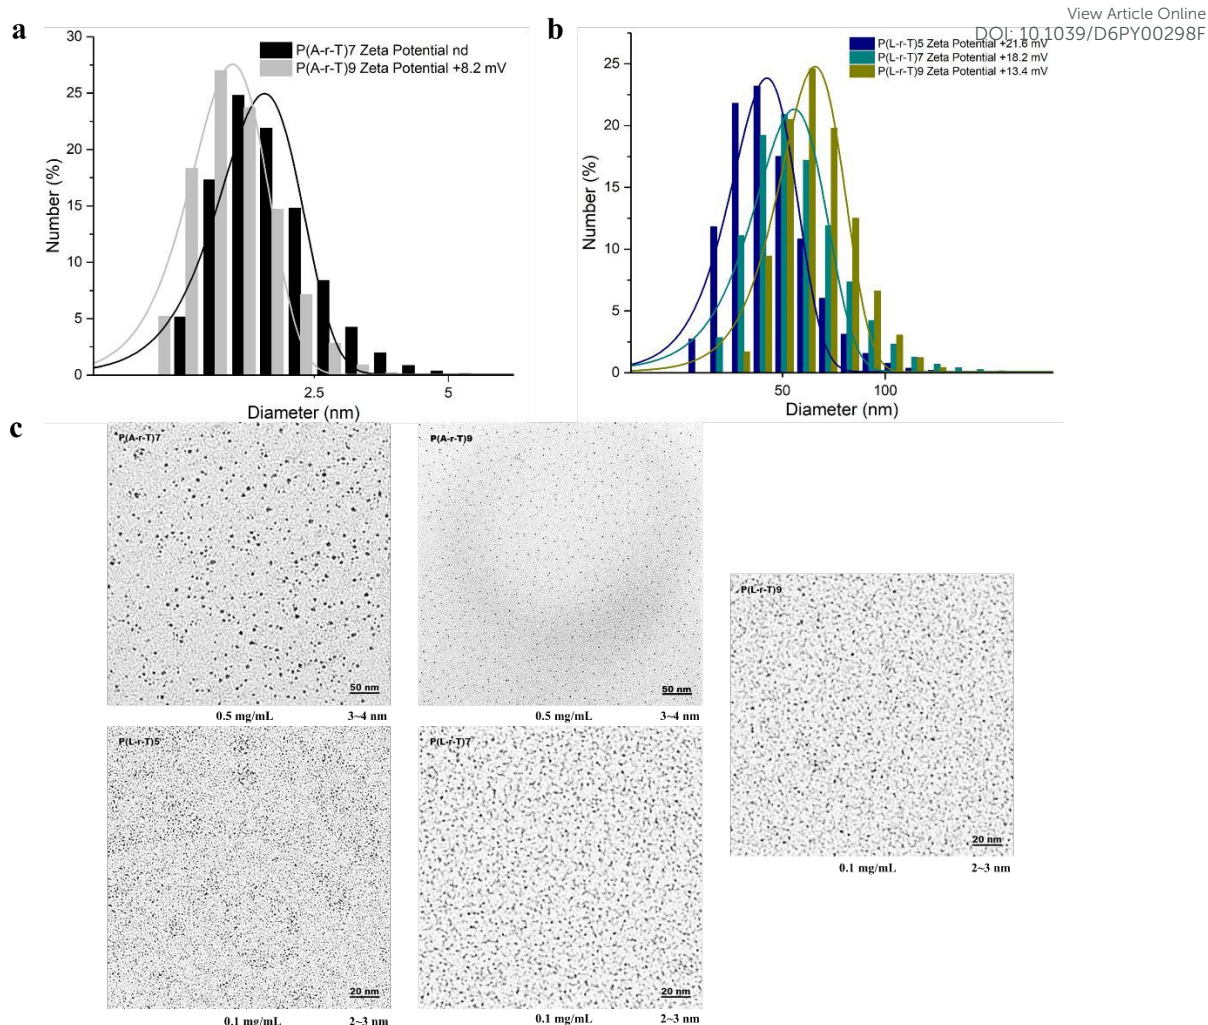 View Article Online
DOI: 10.1039/D6PY00298F
a
30
25
20
15
10
5
0
Number (%)
P(A-r-T)7 Zeta Potential nd
P(A-r-T)9 Zeta Potential +8.2 mV
2.5
5
Diameter (nm)
b
25
20
15
10
5
0
Number (%)
P(L-r-T)5 Zeta Potential +21.6 mV
P(L-r-T)7 Zeta Potential +18.2 mV
P(L-r-T)9 Zeta Potential +13.4 mV
50
100
Diameter (nm)
c
P(A-r-T)7
50 nm
0.5 mg/mL 3~4 nm
P(A-r-T)9
50 nm
0.5 mg/mL 3~4 nm
P(L-r-T)5
20 nm
0.1 mg/mL 2~3 nm
P(L-r-T)7
20 nm
0.1 mg/mL 2~3 nm
P(L-r-T)9
20 nm
0.1 mg/mL 2~3 nm